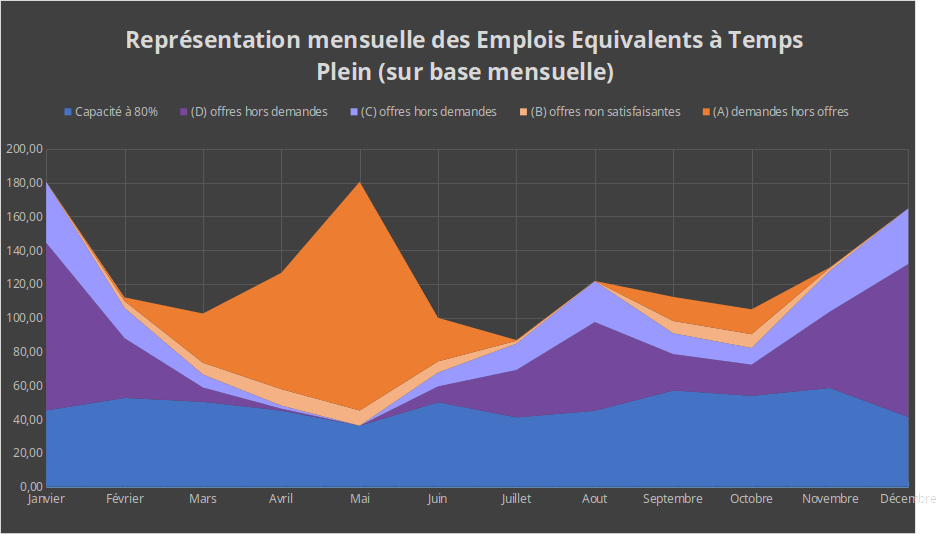 Représentation mensuelle des Emplois Equivalents à Temps
Plein (sur base mensuelle)
Capacité à 80% (D) offres hors demandes (C) offres hors demandes (B) offres non satisfaisantes (A) demandes hors offres
200,00
180,00
160,00
140,00
120,00
100,00
80,00
60,00
40,00
20,00
0,00
Janvier Février Mars Avril Mai Juin Juillet Aout Septembre Octobre Novembre Décembre